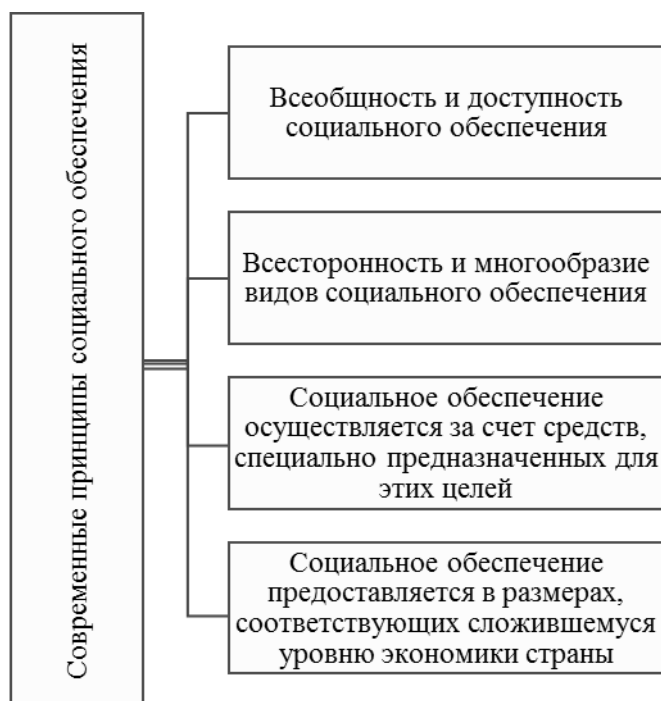 Современные принципы социального обеспечения
Всеобщность и доступность
социального обеспечения
Всесторонность и многообразие
видов социального обеспечения
Социальное обеспечение
осуществляется за счет средств,
специально предназначенных для
этих целей
Социальное обеспечение
предоставляется в размерах,
соответствующих сложившемуся
уровню экономики страны